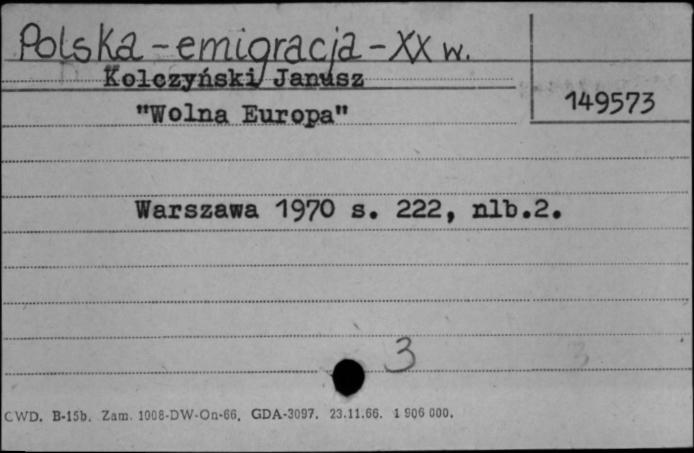 Polska - emigracja - XX w.
Kolczyński Janusz
149573
"Wolna Europa"
Warszawa 1970 s. 222, nlb.2.
3
3
CWD. B-15b. Zam. 1008-DW-On-66. GDA-3097. 23.11.66. 1 906 000.